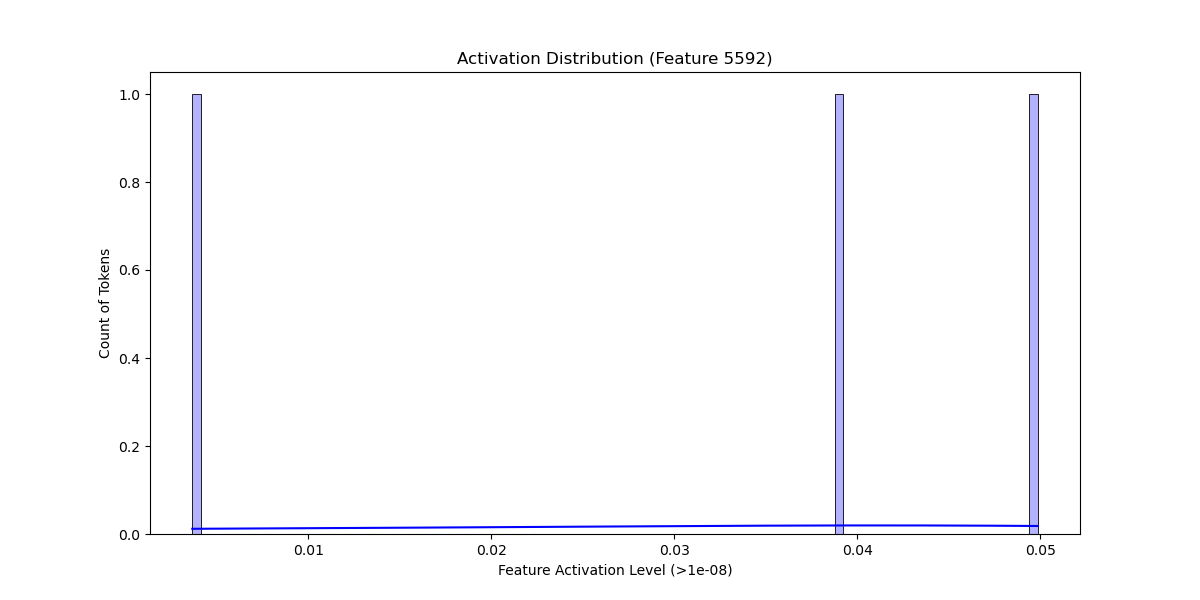 Activation Distribution (Feature 5592)
1.0
0.8
0.6
0.4
0.2
0.0
Count of Tokens
0.01 0.02 0.03 0.04 0.05
Feature Activation Level (>1e-08)